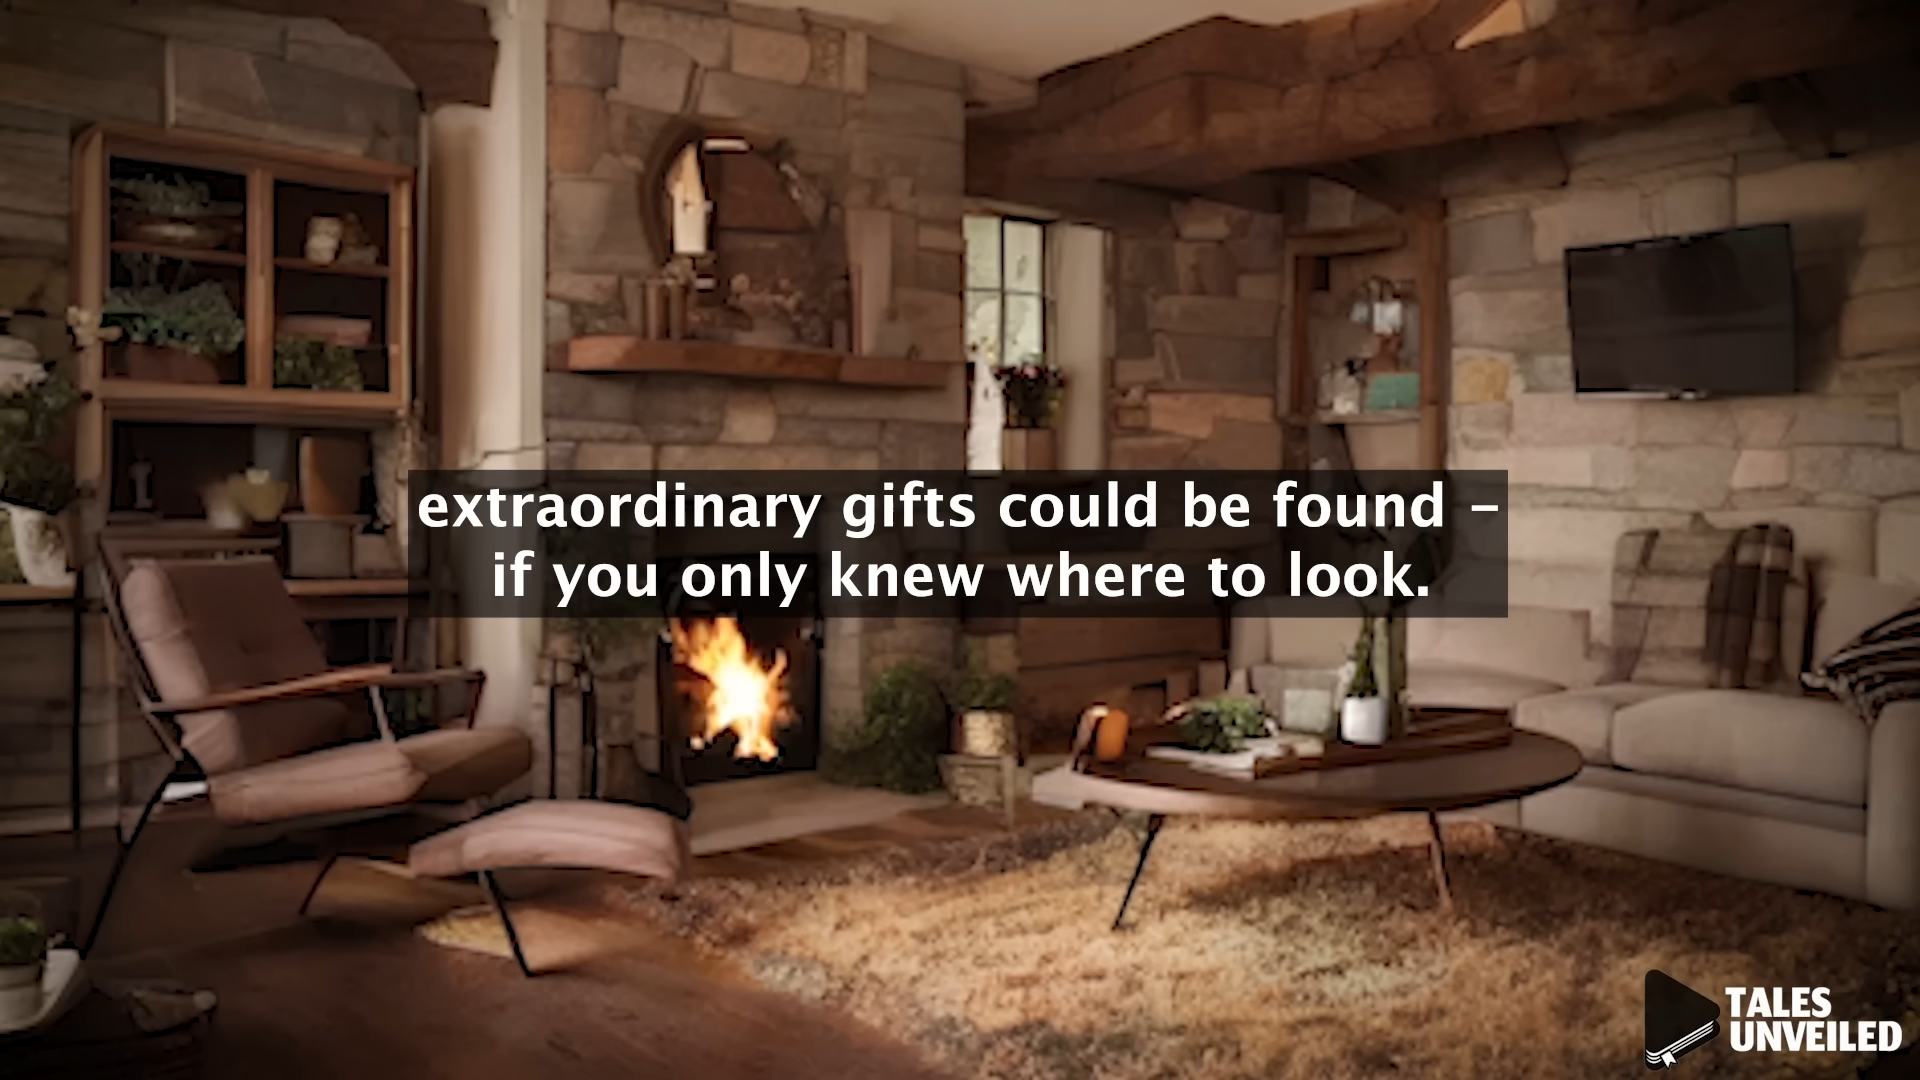 extraordinary gifts could be found –
if you only knew where to look.
TALES
UNVEILED